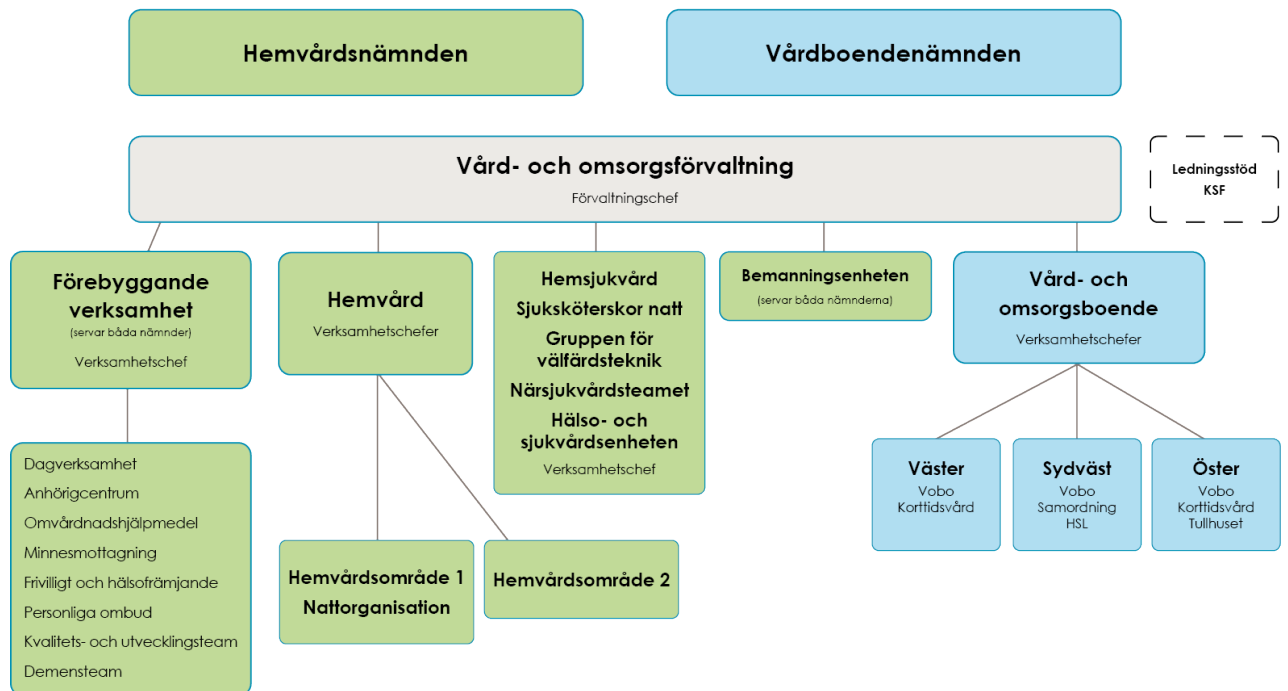 Hemvårdsnämnden
Vårdboendenämnden
Vård- och omsorgsförvaltning
Förvaltningschef
Ledningsstöd
KSF
Förebyggande
verksamhet
(servar båda nämnder)
Verksamhetschef
Hemvård
Verksamhetschefer
Hemsjukvård
Sjuksköterskor natt
Gruppen för
välfärdsteknik
Närsjukvårdsteamet
Hälso- och
sjukvårdsenheten
Verksamhetschef
Bemanningsenheten
(servar båda nämnderna)
Vård- och
omsorgsboende
Verksamhetschefer
Dagverksamhet
Anhörigcentrum
Omvårdnadshjälpmedel
Minnesmottagning
Frivilligt och hälsofrämjande
Personliga ombud
Kvalitets- och utvecklingsteam
Demensteam
Hemvårdsområde 1
Nattorganisation
Hemvårdsområde 2
Väster
Vobo
Korttidsvård
Sydväst
Vobo
Samordning
HSL
Öster
Vobo
Korttidsvård
Tullhuset